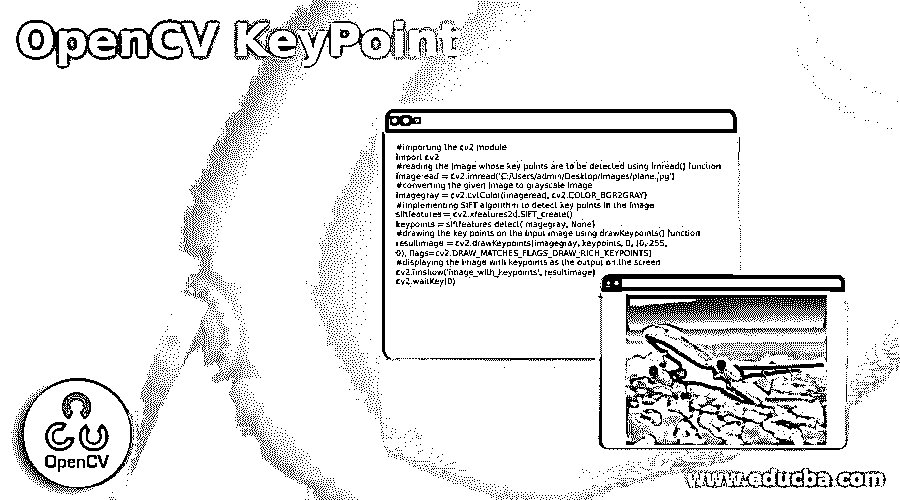 OpenCV KeyPoint
#importing the cv2 module
import cv2
#reading the image whose key points are to be detected using imread() function
imageread = cv2.imread('C:/Users/admin/Desktop/images/plane.jpg')
#converting the given image to grayscale image
imagegray = cv2.cvtColor(imageread, cv2.COLOR_BGR2GRAY)
#implementing SIFT algorithm to detect key points in the image
siftfeatures = cv2.xfeatures2d.SIFT_create()
keypoints = siftfeatures.detect(imagegray, None)
#drawing the key points on the input image using drawKeypoints() function
resultimage = cv2.drawKeypoints(imagegray, keypoints, 0, (0, 255,
0), flags=cv2.DRAW_MATCHES_FLAGS_DRAW_RICH_KEYPOINTS)
#displaying the image with keypoints as the output on the screen
cv2.imshow('image_with_keypoints', resultimage)
cv2.waitKey(0)
OpenCV
www.educba.com